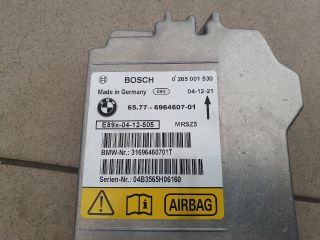 BOSCH 0 285 001 530
Made in Germany 04-12-21
65.77 - 6964607-01
E89x-04-12-505 MRSZ5
BMW-Nr.: 31696460701T
Serien-Nr.: 04B3565H06160
AIRBAG